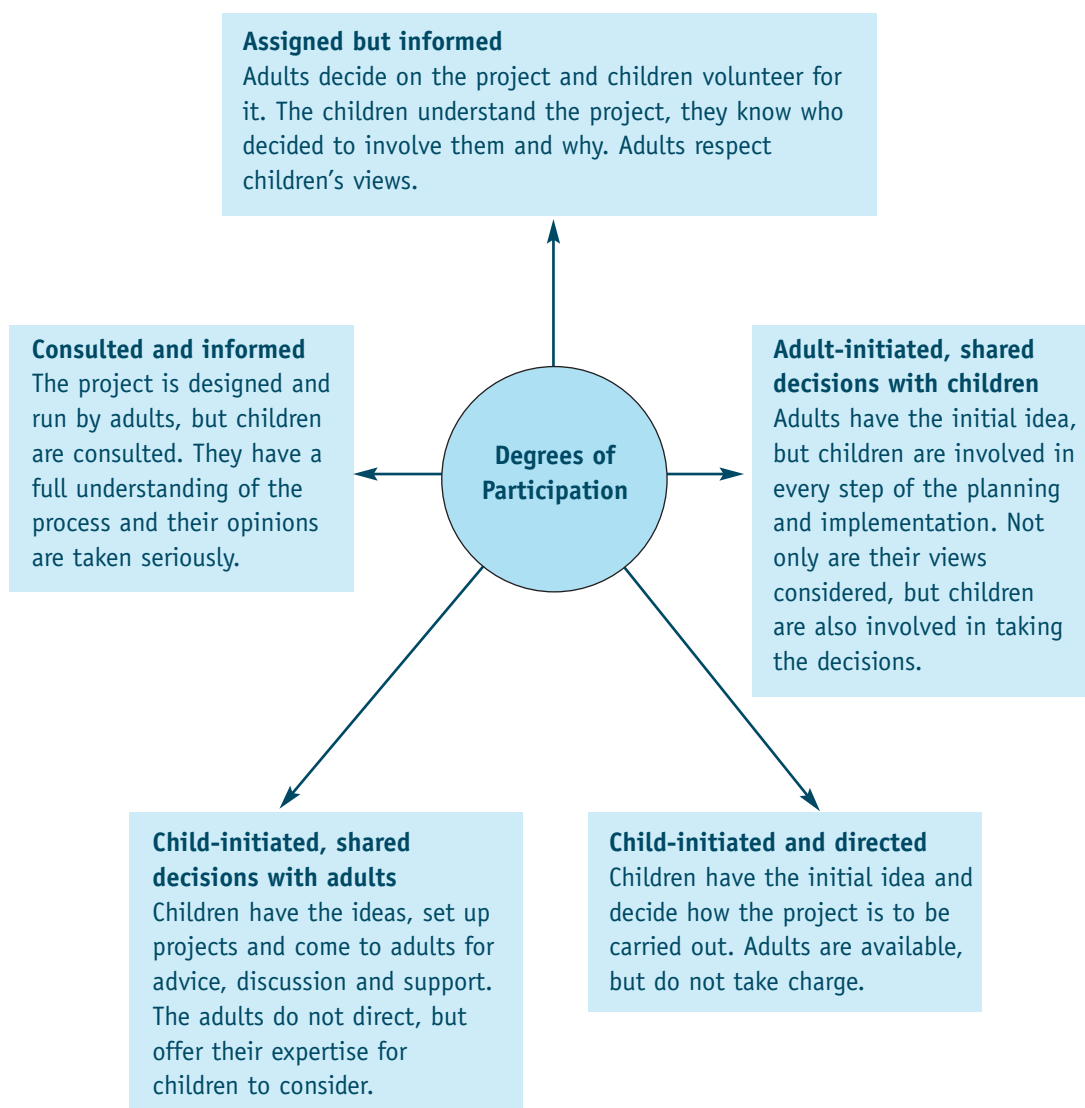 Assigned but informed
Adults decide on the project and children volunteer for
it. The children understand the project, they know who
decided to involve them and why. Adults respect
children’s views.
Consulted and informed
The project is designed and
run by adults, but children
are consulted. They have a
full understanding of the
process and their opinions
are taken seriously.
Degrees of
Participation
Adult-initiated, shared
decisions with children
Adults have the initial idea,
but children are involved in
every step of the planning
and implementation. Not
only are their views
considered, but children
are also involved in taking
the decisions.
Child-initiated, shared
decisions with adults
Children have the ideas, set up
projects and come to adults for
advice, discussion and support.
The adults do not direct, but
offer their expertise for
children to consider.
Child-initiated and directed
Children have the initial idea and
decide how the project is to be
carried out. Adults are available,
but do not take charge.